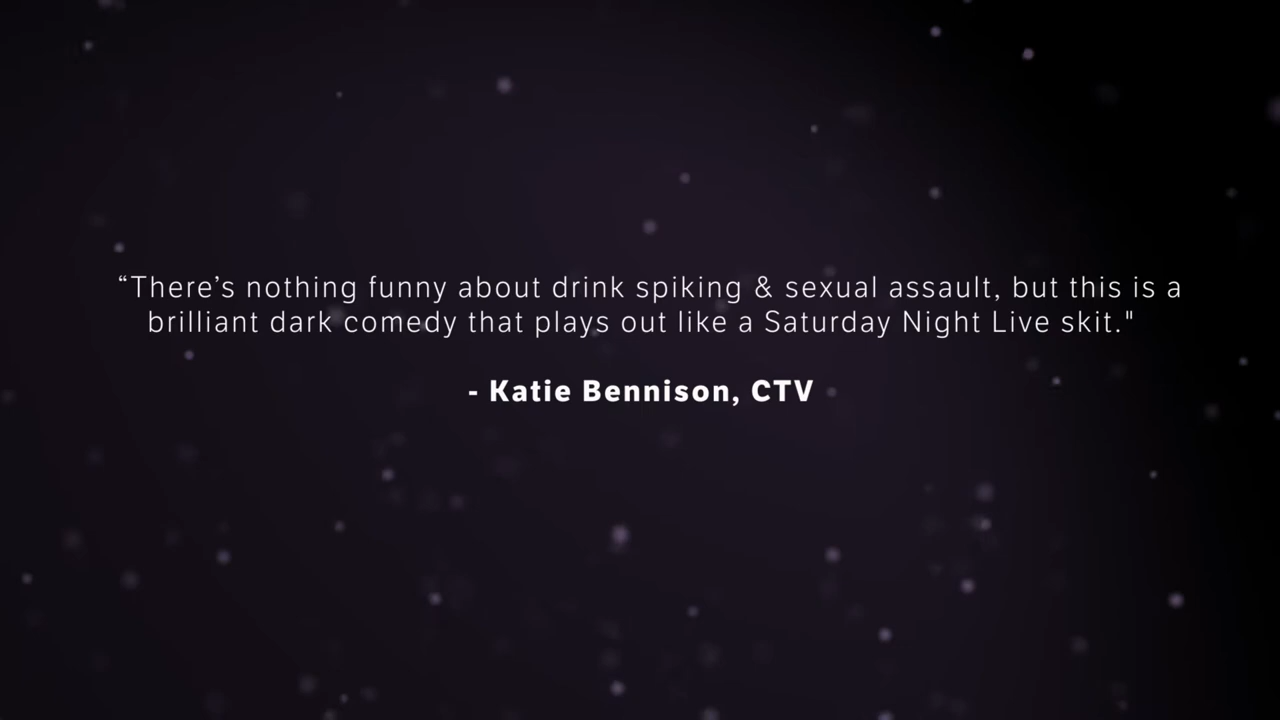 “There’s nothing funny about drink spiking & sexual assault, but this is a
brilliant dark comedy that plays out like a Saturday Night Live skit."
- Katie Bennison, CTV